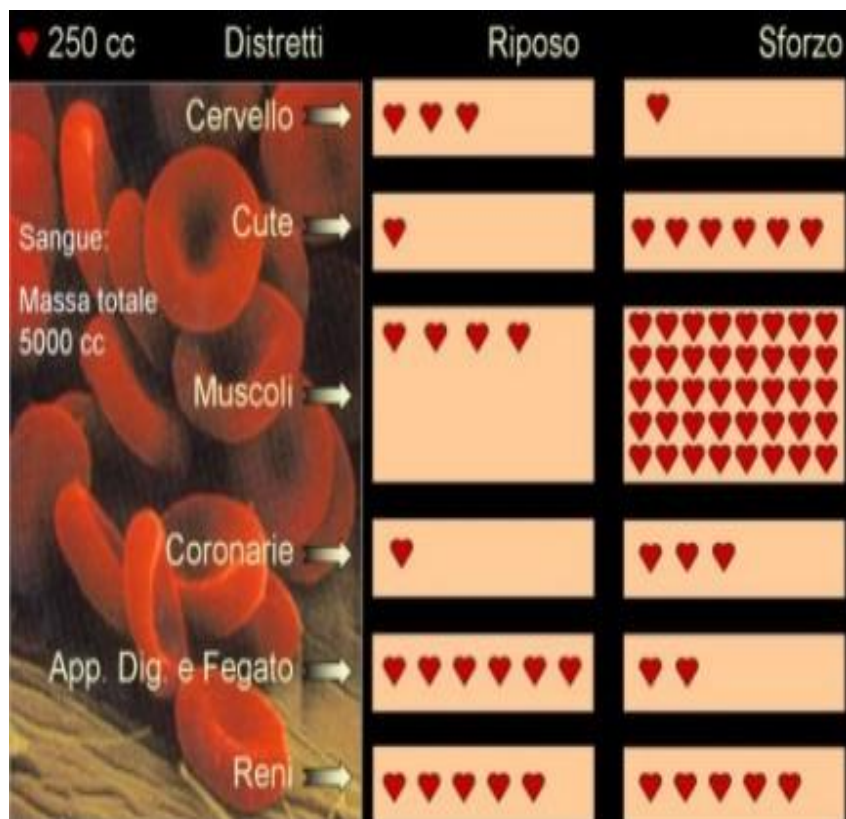 250 cc Distretti Riposo Sforzo
Cervello
Cute
Sangue:
Massa totale
5000 cc
Muscoli
Coronarie
App. Dig. e Fegato
Reni